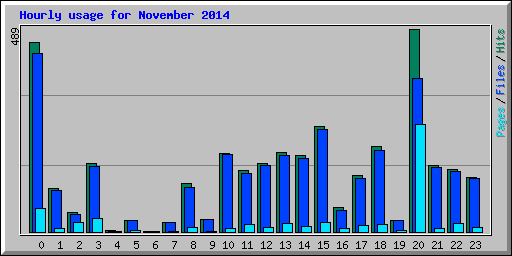 Hourly usage for November 2014
489
Pages/Files/Hits
0 1 2 3 4 5 6 7 8 9 10 11 12 13 14 15 16 17 18 19 20 21 22 23